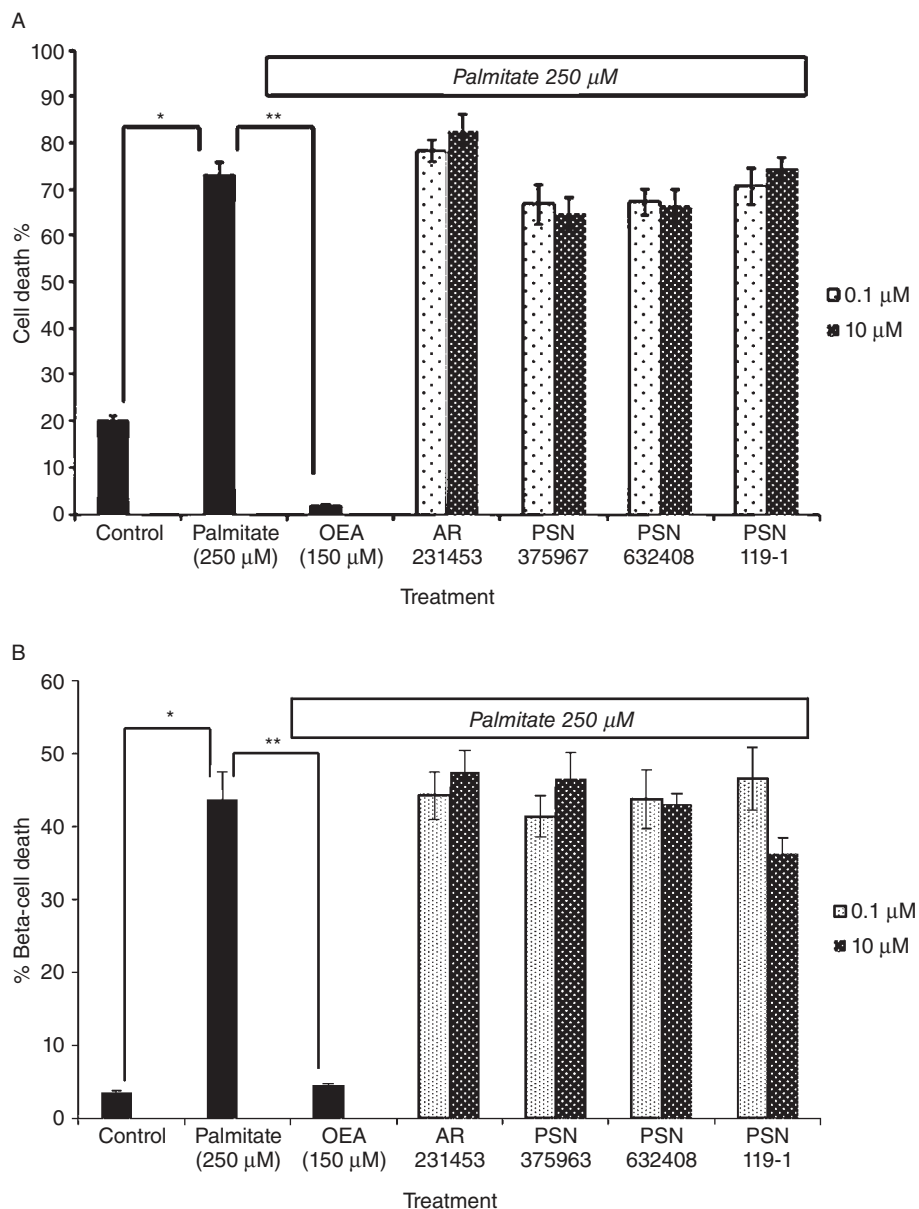 A
100
90
80
70
60
50
40
30
20
10
0
Cell death %
Palmitate 250 μM
*
**
0.1 μM
10 μM
Control
Palmitate
(250 μM)
OEA
(150 μM)
AR
231453
PSN
375967
PSN
632408
PSN
119-1
Treatment
B
60
50
40
30
20
10
0
% Beta-cell death
Palmitate 250 μM
*
**
0.1 μM
10 μM
Control
Palmitate
(250 μM)
OEA
(150 μM)
AR
231453
PSN
375963
PSN
632408
PSN
119-1
Treatment